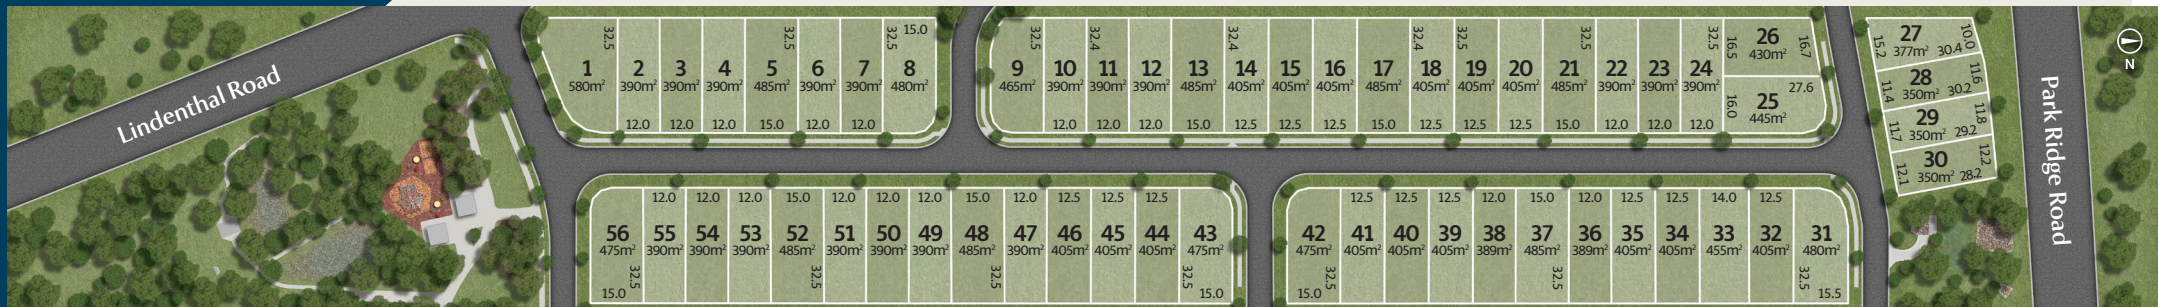 Lindenthal Road
32.5
1
580m²
2
390m²
12.0
3
390m²
12.0
4
390m²
12.0
32.5
5
485m²
15.0
6
390m²
12.0
7
390m²
12.0
32.5
15.0
8
480m²
32.5
9
465m²
32.4
10
390m²
12.0
11
390m²
12.0
12
390m²
12.0
32.4
13
485m²
15.0
14
405m²
12.5
15
405m²
12.5
16
405m²
12.5
32.4
17
485m²
15.0
32.5
18
405m²
12.5
19
405m²
12.5
20
405m²
12.5
32.5
21
485m²
15.0
22
390m²
12.0
23
390m²
12.0
32.5
24
390m²
12.0
16.5
26
430m²
16.7
27.6
16.0
25
445m²
15.2
27
377m²
30.4
10.0
11.4
28
350m²
30.2
11.6
11.7
29
350m²
29.2
11.8
12.1
30
350m²
28.2
12.2
Park Ridge Road
N
56
475m²
32.5
15.0
12.0
55
390m²
12.0
54
390m²
12.0
53
390m²
15.0
52
485m²
32.5
12.0
51
390m²
12.0
50
390m²
12.0
49
390m²
15.0
48
485m²
32.5
12.0
47
390m²
12.5
46
405m²
12.5
45
405m²
12.5
44
405m²
43
475m²
32.5
15.0
42
475m²
32.5
15.0
12.5
41
405m²
12.5
40
405m²
12.5
39
405m²
12.0
38
389m²
15.0
37
485m²
32.5
12.0
36
389m²
12.5
35
405m²
12.5
34
405m²
14.0
33
455m²
12.5
32
405m²
31
480m²
32.5
15.5